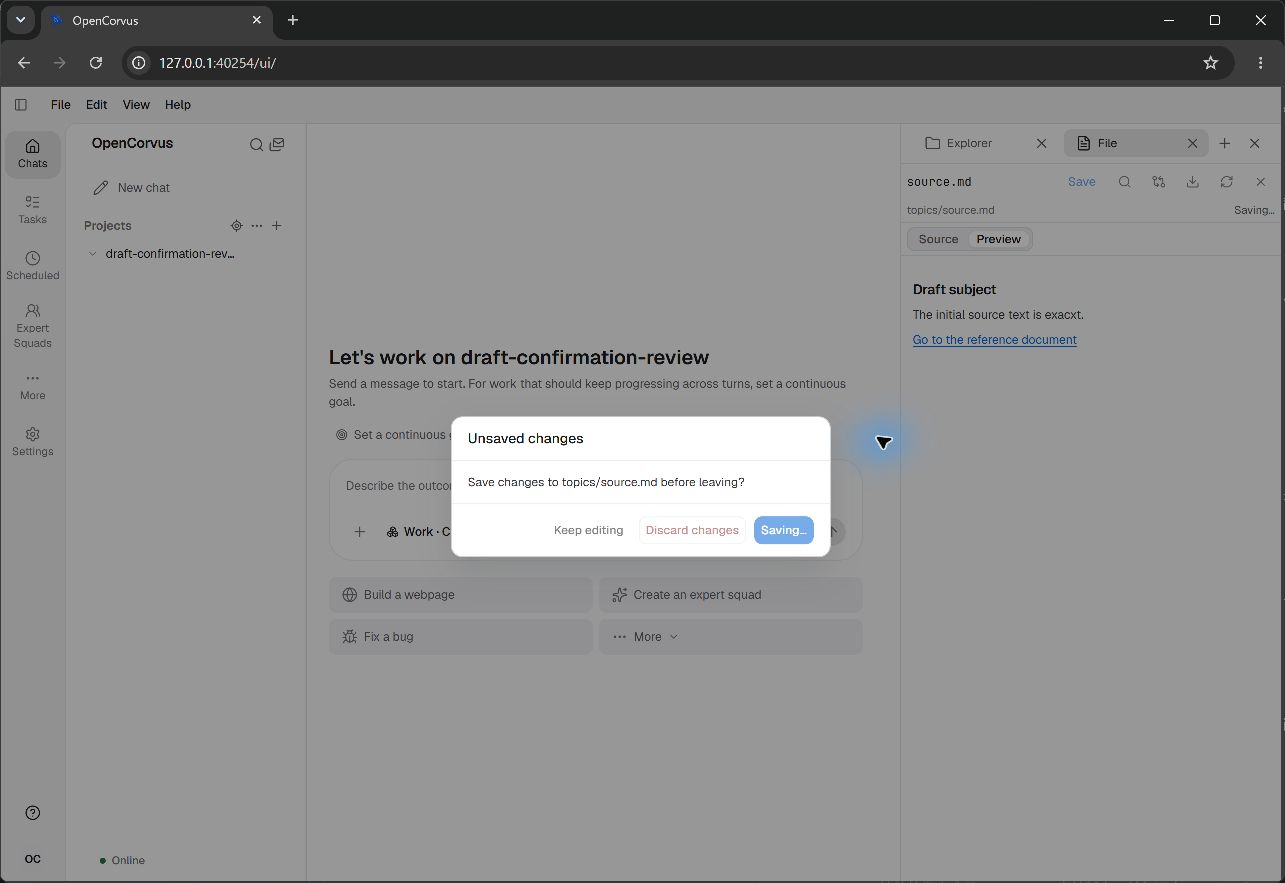 OpenCorvus
127.0.0.1:40254/ui/
File Edit View Help
Chats
Tasks
Scheduled
Expert
Squads
More
Settings
OC
OpenCorvus
New chat
Projects
draft-confirmation-rev...
Online
Let's work on draft-confirmation-review
Send a message to start. For work that should keep progressing across turns, set a continuous
goal.
Set a continuous
Describe the outco
Work · C
Build a webpage
Create an expert squad
Fix a bug
More
Unsaved changes
Save changes to topics/source.md before leaving?
Keep editing
Discard changes
Saving...
Explorer
File
source.md
Save
topics/source.md
Saving...
Source
Preview
Draft subject
The initial source text is exacxt.
Go to the reference document